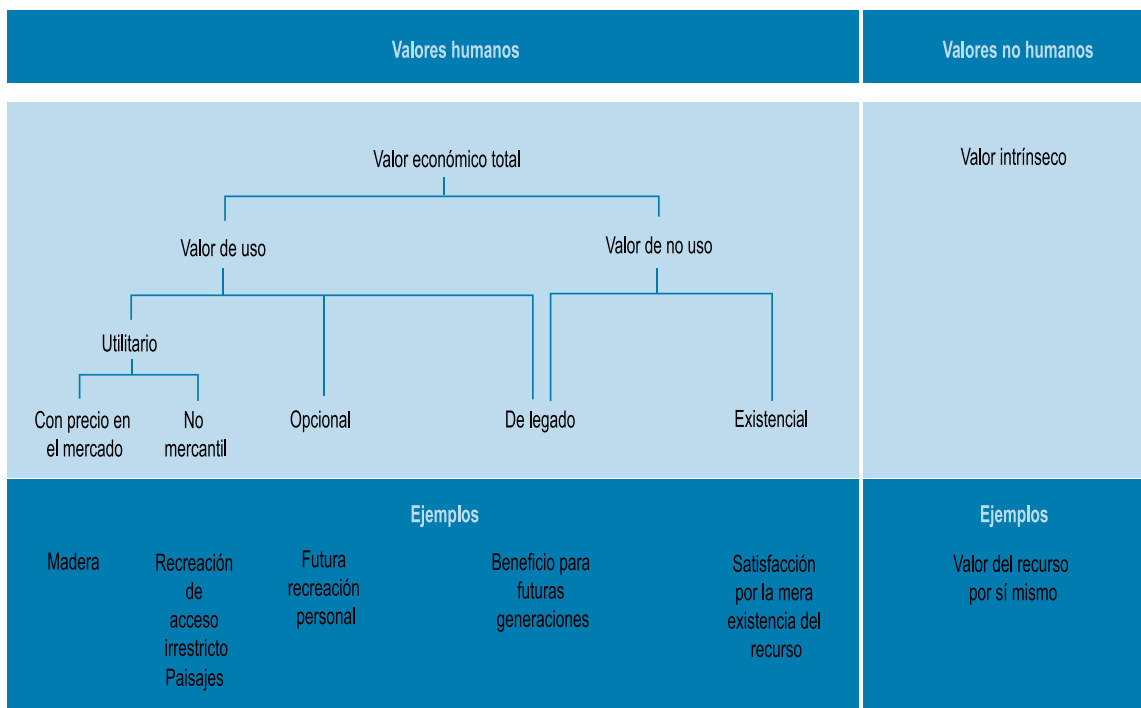 Valores humanos
Valores no humanos
Valor económico total
Valor intrínseco
Valor de uso
Valor de no uso
Utilitario
Con precio en
el mercado
No
mercantil
Opcional
De legado
Existencial
Ejemplos
Madera
Recreación
de
acceso
irrestricto
Paisajes
Futura
recreación
personal
Beneficio para
futuras
generaciones
Satisfacción
por la mera
existencia del
recurso
Ejemplos
Valor del recurso
por sí mismo